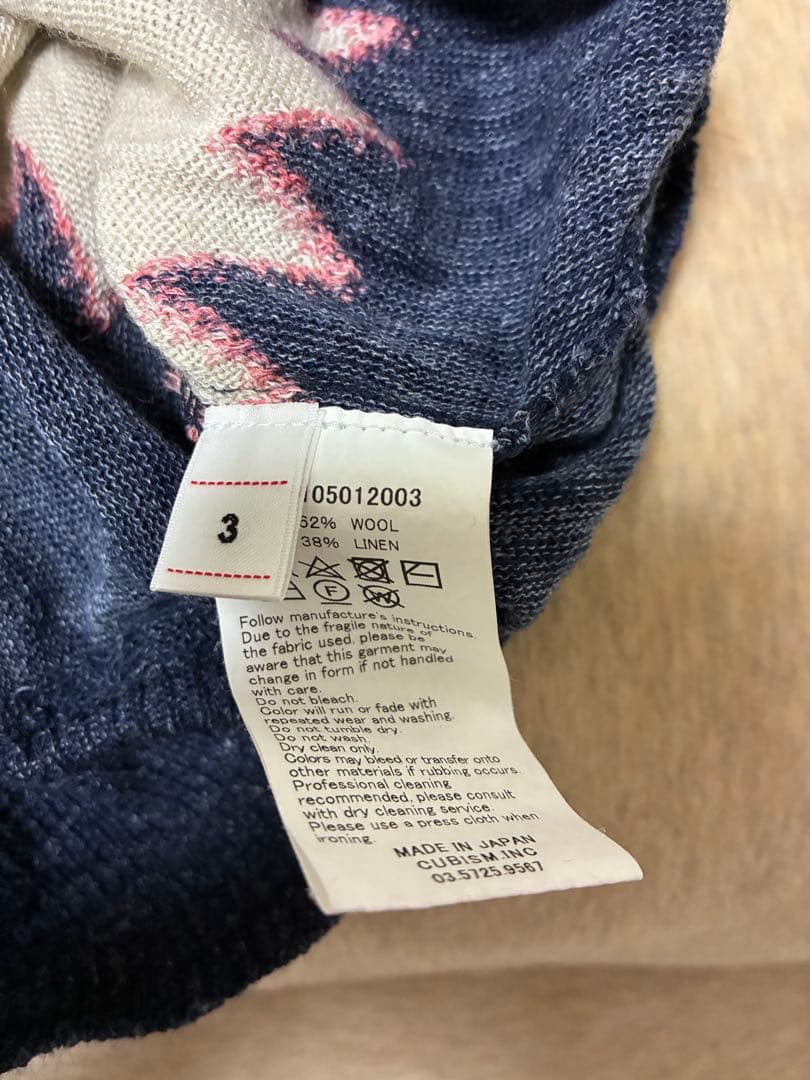 3
105012003
62% WOOL
38% LINEN
F
W
Follow manufacture's instructions.
Due to the fragile nature of
the fabric used, please be
aware that this garment may
change in form if not handled
with care.
Do not bleach.
Color will run or fade with
repeated wear and washing.
Do not tumble dry.
Do not wash.
Dry clean only.
Colors may bleed or transfer onto
other materials if rubbing occurs.
Professional cleaning
recommended, please consult
with dry cleaning service.
Please use a press cloth when
ironing.
MADE IN JAPAN
CUBISM.INC
03.5725.9567